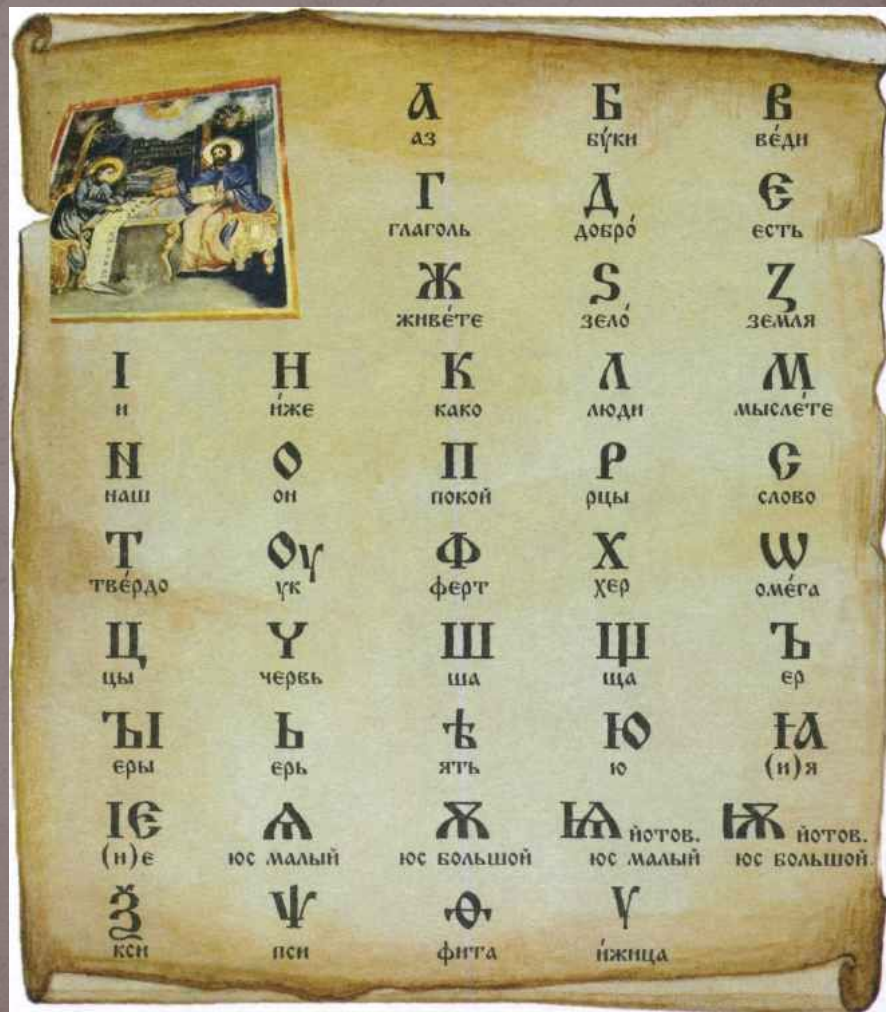 А Б В
аз бу́ки ве́ди
Г Д Є
глаголь добро́ єсть
Ж Ѕ З
живе́те зело́ земля
І Н К Л М
и и́же како люди мысле́те
N О П Р С
наш он покой рцы слово
Т Оу Ф Х Ѡ
тве́рдо ук ферт хер оме́га
Ц Ч Ш Щ Ъ
цы червь ша ща ер
ЪІ Ь Ѣ Ю ІА
еры ерь ять ю (и)я
ІЄ Ѧ Ѫ Ѩ йотов. Ѭ йотов.
(и)е юс малый юс большой юс малый юс большой.
Ѯ Ѱ Ѳ Ѵ
кси пси фита и́жица